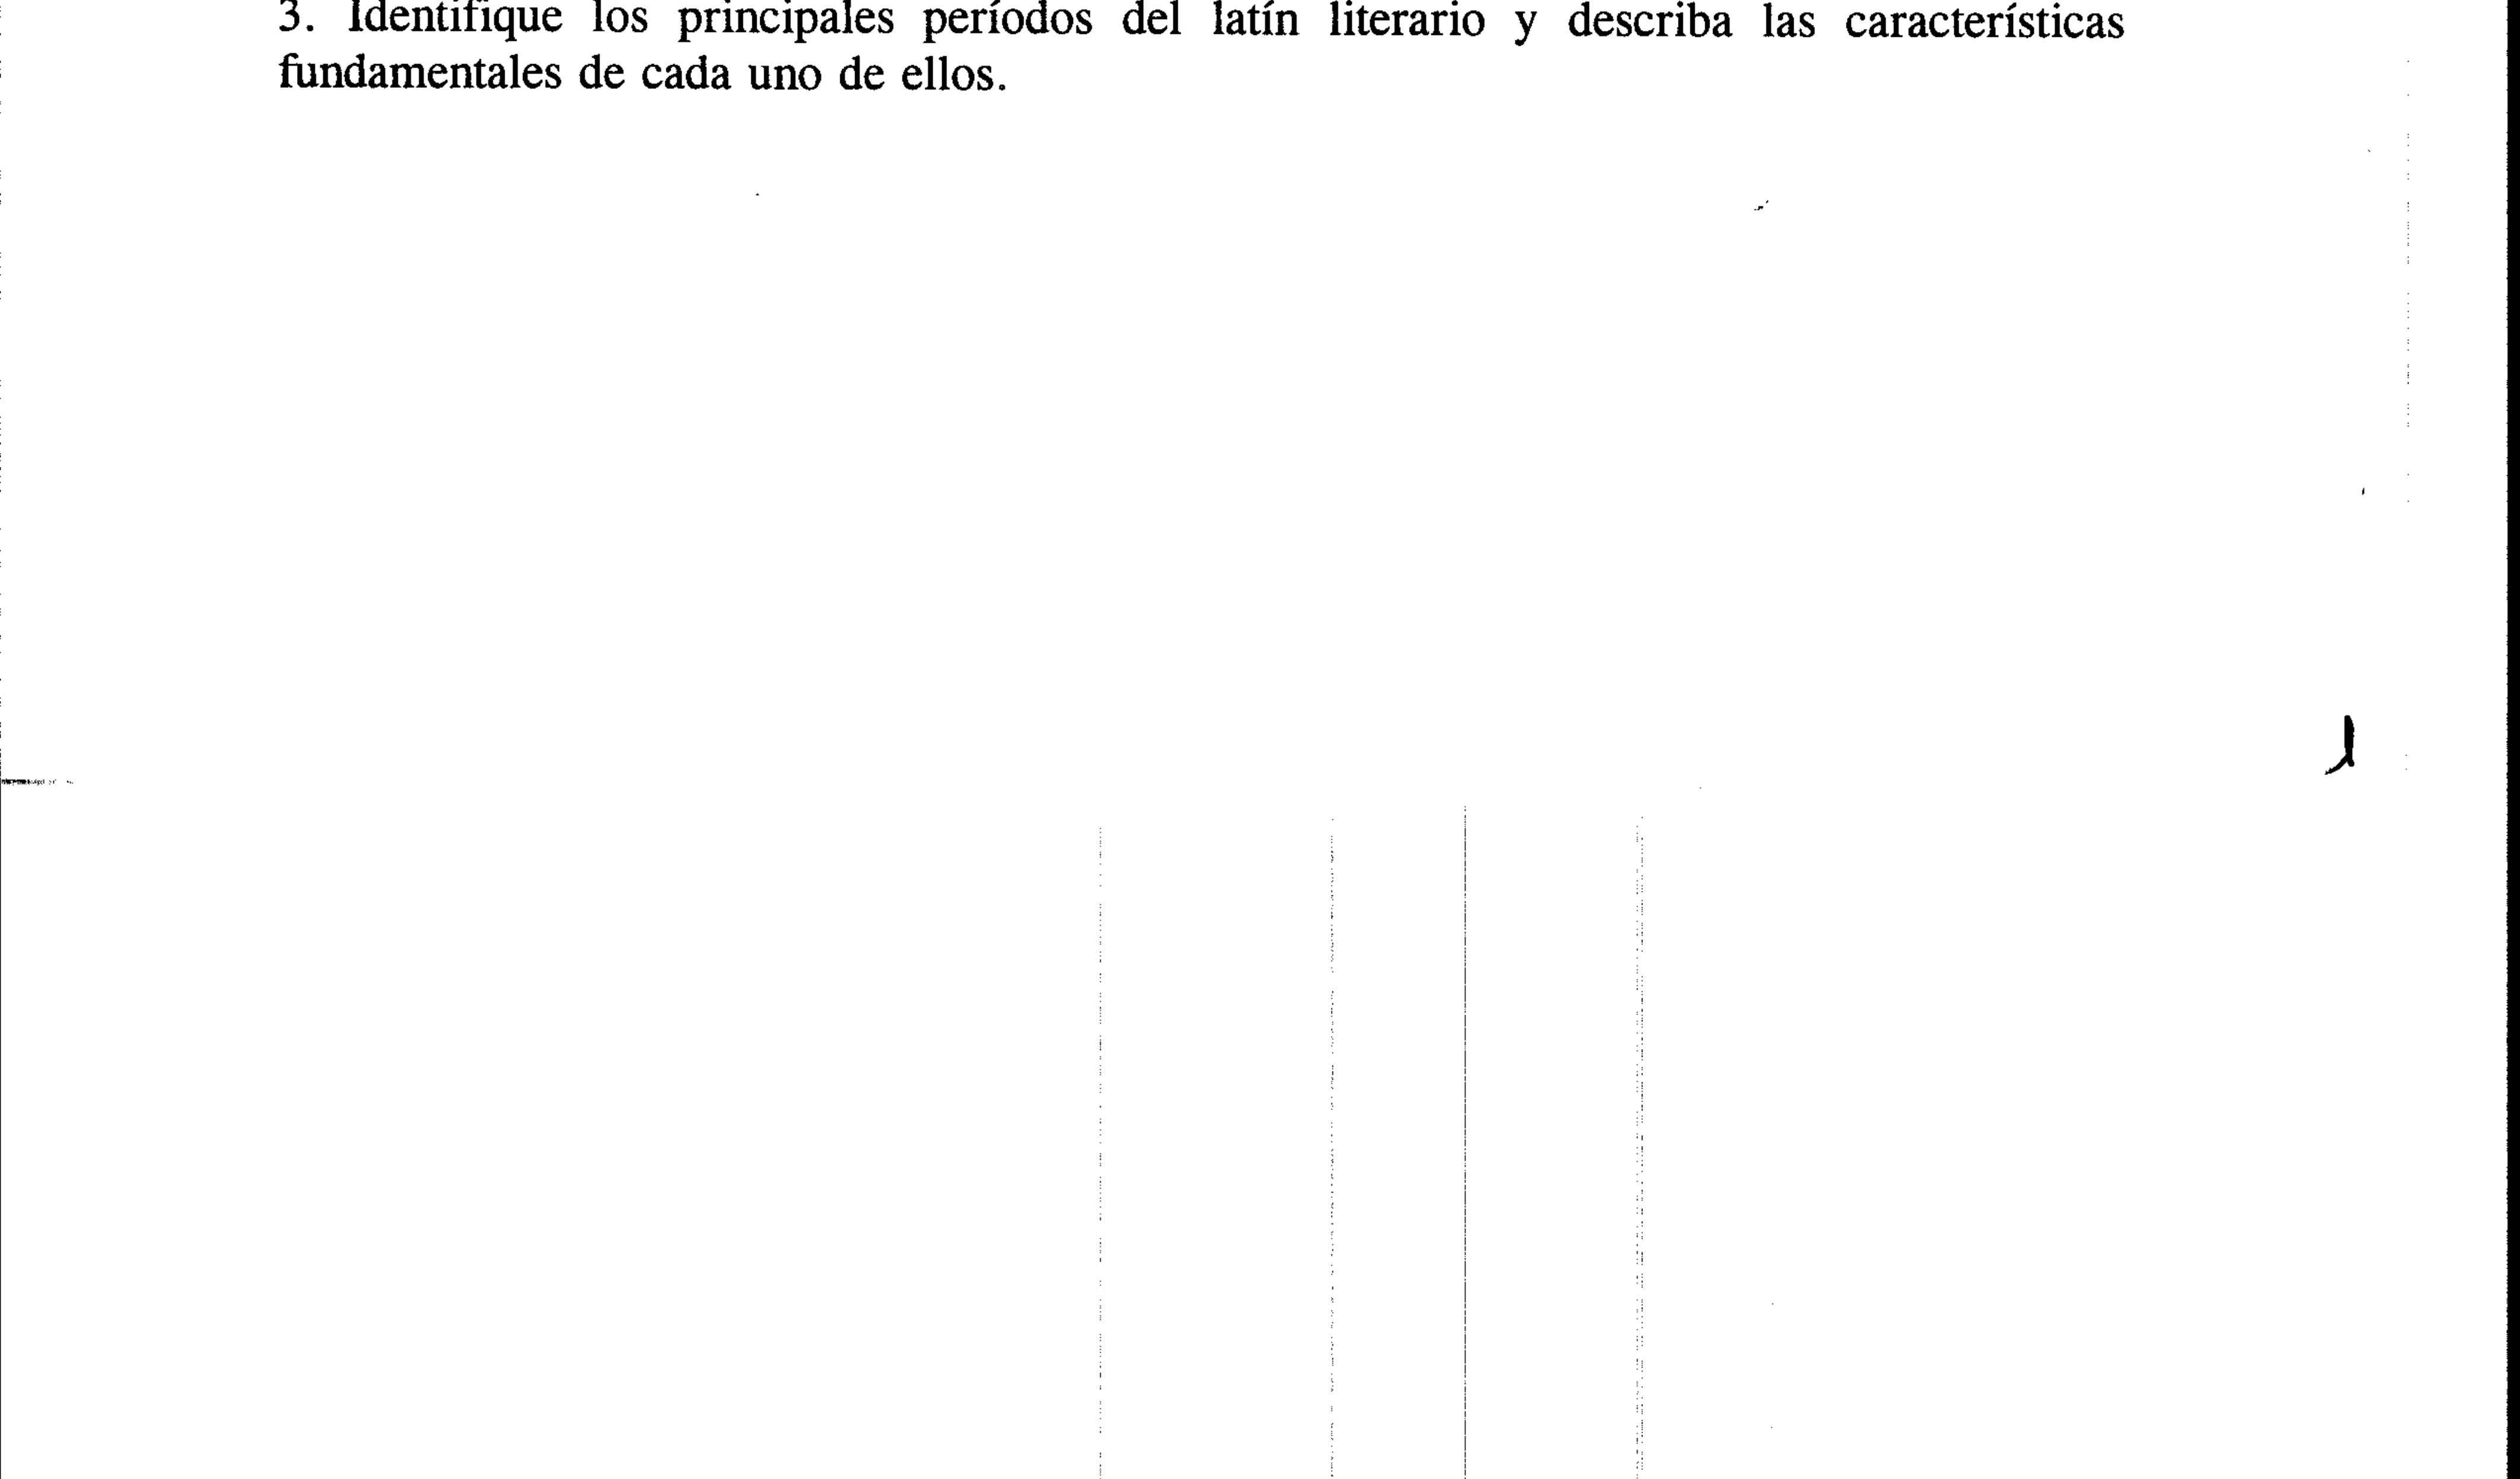 3. Identifique los principales períodos del latín literario y describa las características
fundamentales de cada uno de ellos.